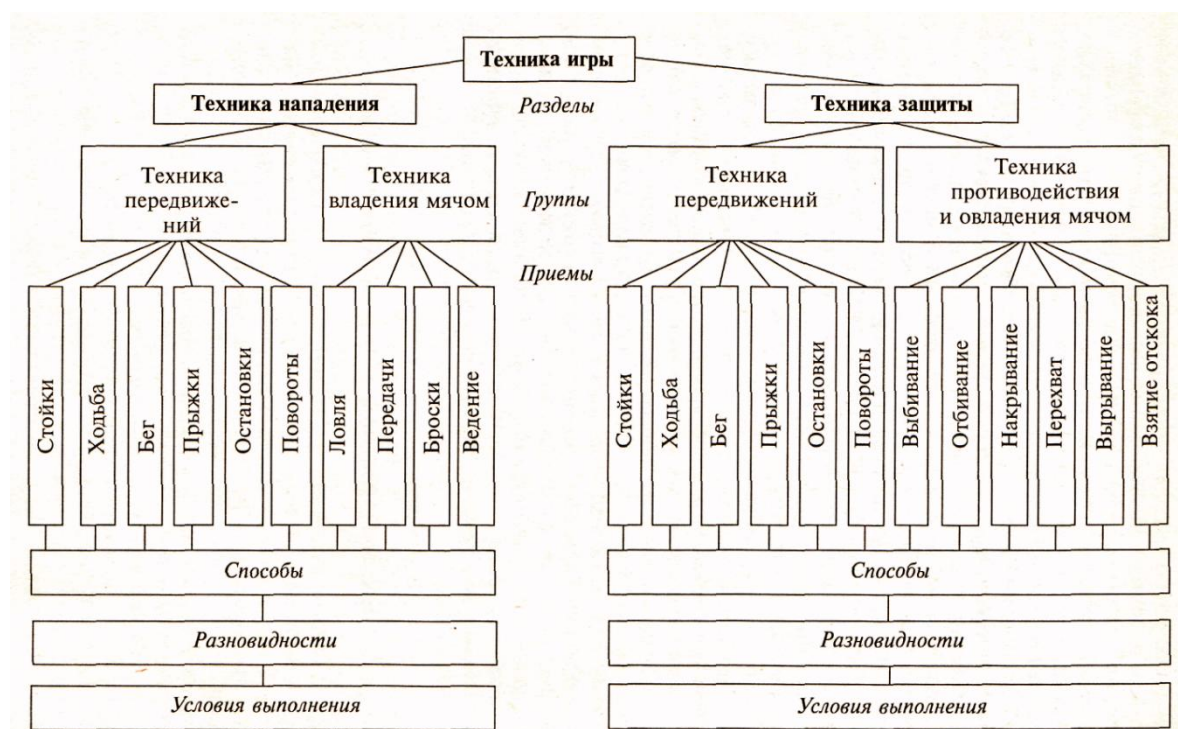 Техника игры
Техника нападения
Разделы
Техника защиты
Техника
передвиже-
ний
Техника
владения мячом
Группы
Техника
передвижений
Техника
противодействия
и овладения мячом
Приемы
Стойки
Ходьба
Бег
Прыжки
Остановки
Повороты
Ловля
Передачи
Броски
Ведение
Стойки
Ходьба
Бег
Прыжки
Остановки
Повороты
Выбивание
Отбивание
Накрывание
Перехват
Вырывание
Взятие отскока
Способы
Способы
Разновидности
Разновидности
Условия выполнения
Условия выполнения